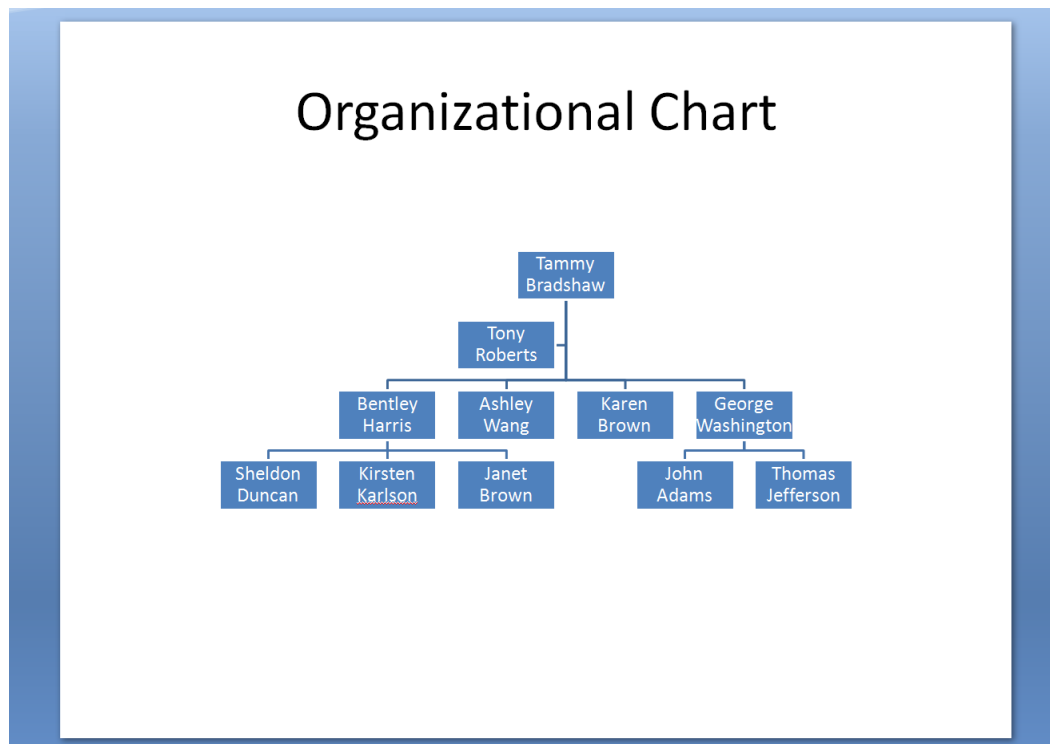 Organizational Chart
Tammy
Bradshaw
Tony
Roberts
Bentley
Harris
Ashley
Wang
Karen
Brown
George
Washington
Sheldon
Duncan
Kirsten
Karlson
Janet
Brown
John
Adams
Thomas
Jefferson